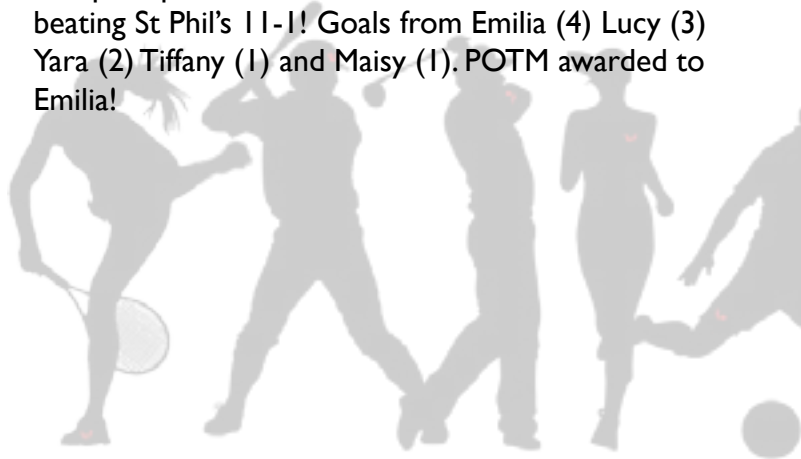 beating St Phil's 11-1! Goals from Emilia (4) Lucy (3)
Yara (2) Tiffany (1) and Maisy (1). POTM awarded to
Emilia!